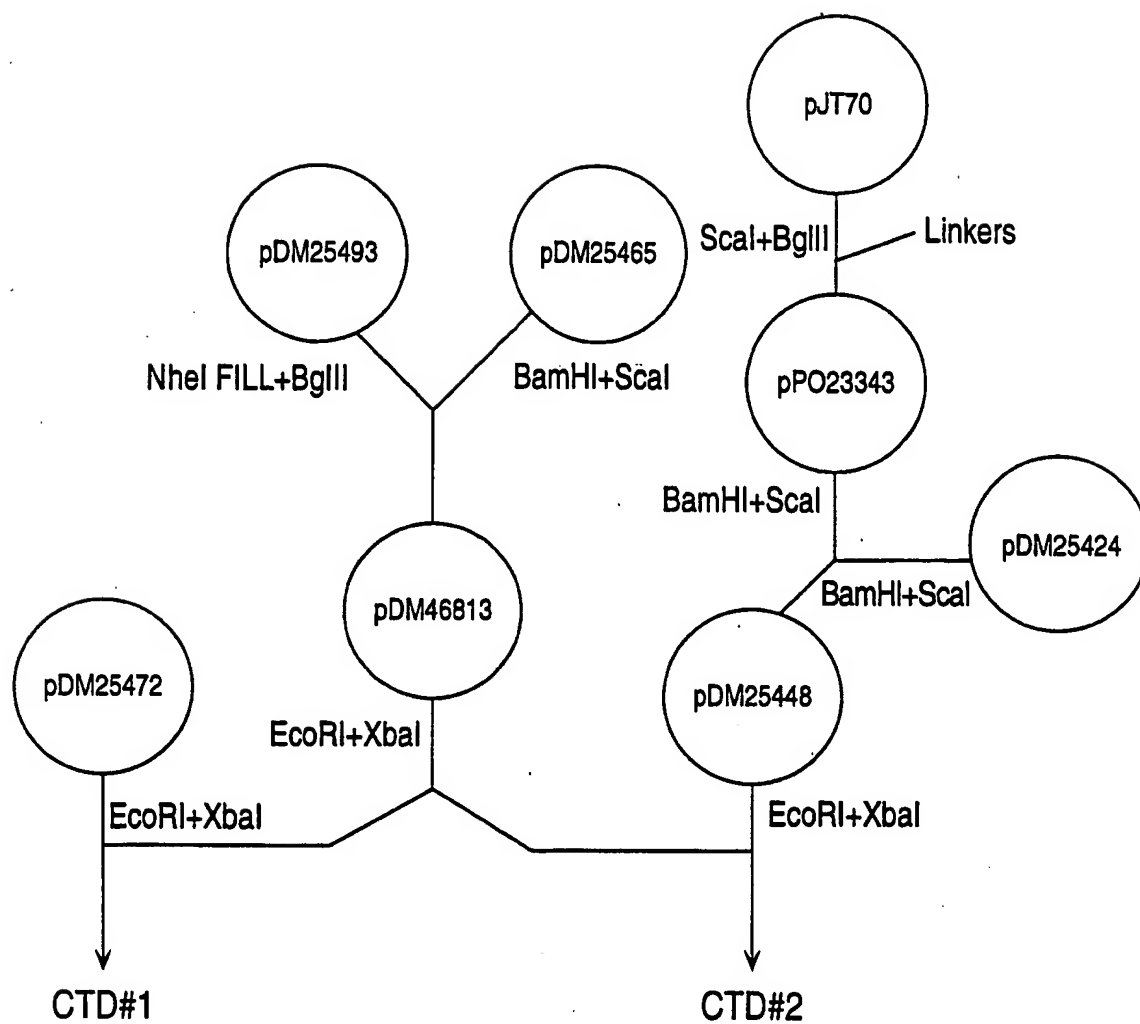 pJT70
pDM25493
pDM25465
ScaI+BglII
Linkers
NheI FILL+BglII
BamHI+ScaI
pPO23343
BamHI+ScaI
pDM25424
BamHI+ScaI
pDM46813
pDM25472
pDM25448
EcoRI+XbaI
EcoRI+XbaI
EcoRI+XbaI
CTD#1
CTD#2